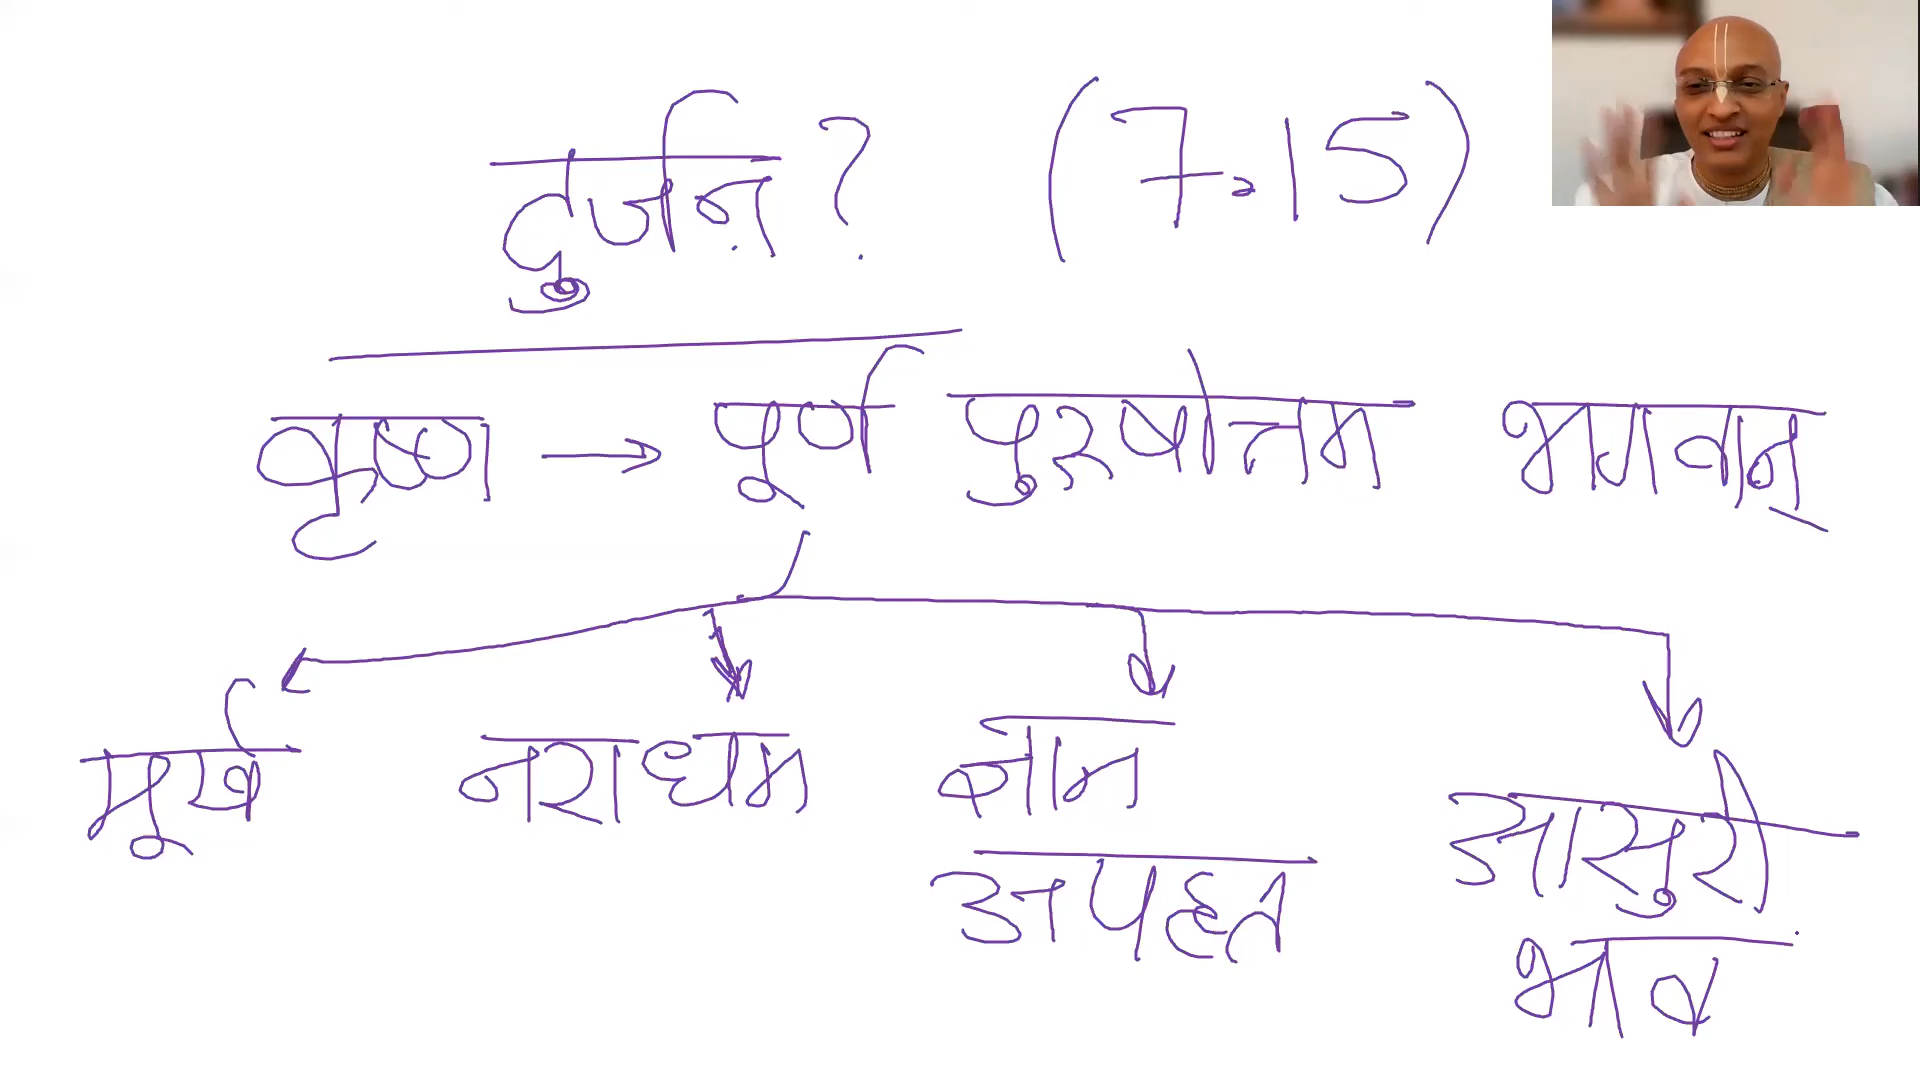 दुर्जन ? (7.15)
कृष्ण → पूर्ण पुरुषोत्तम भगवान्
मूर्ख नराधम ज्ञान आसुरी
अपहृत भाव